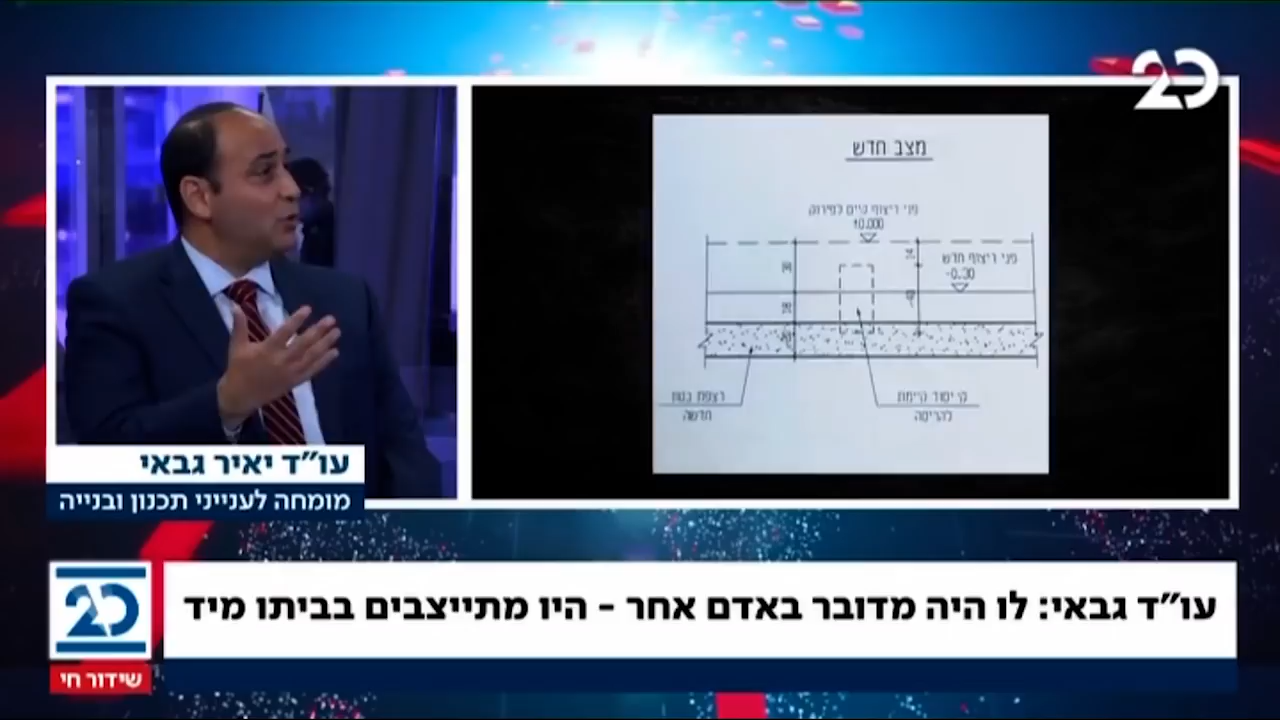 20
מצב חדש
פני ריצוף קיים לפירוק
±0.000
פני ריצוף חדש
-0.30
רצפת בטון
חדשה
קיימת
להריסה
עו"ד יאיר גבאי
מומחה לענייני תכנון ובנייה
20
עו"ד גבאי: לו היה מדובר באדם אחר - היו מתייצבים בביתו מיד
שידור חי